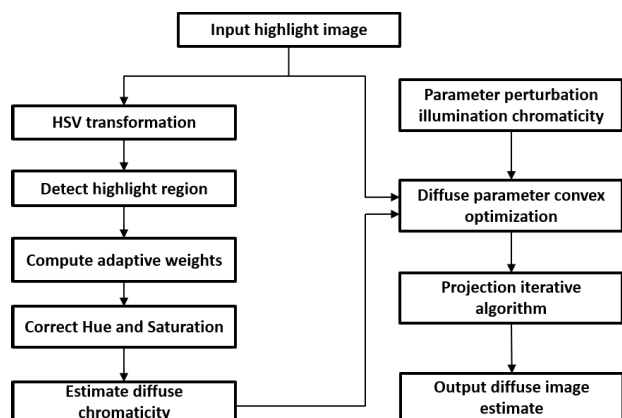 Input highlight image
HSV transformation
Detect highlight region
Compute adaptive weights
Correct Hue and Saturation
Estimate diffuse
chromaticity
Parameter perturbation
illumination chromaticity
Diffuse parameter convex
optimization
Projection iterative
algorithm
Output diffuse image
estimate